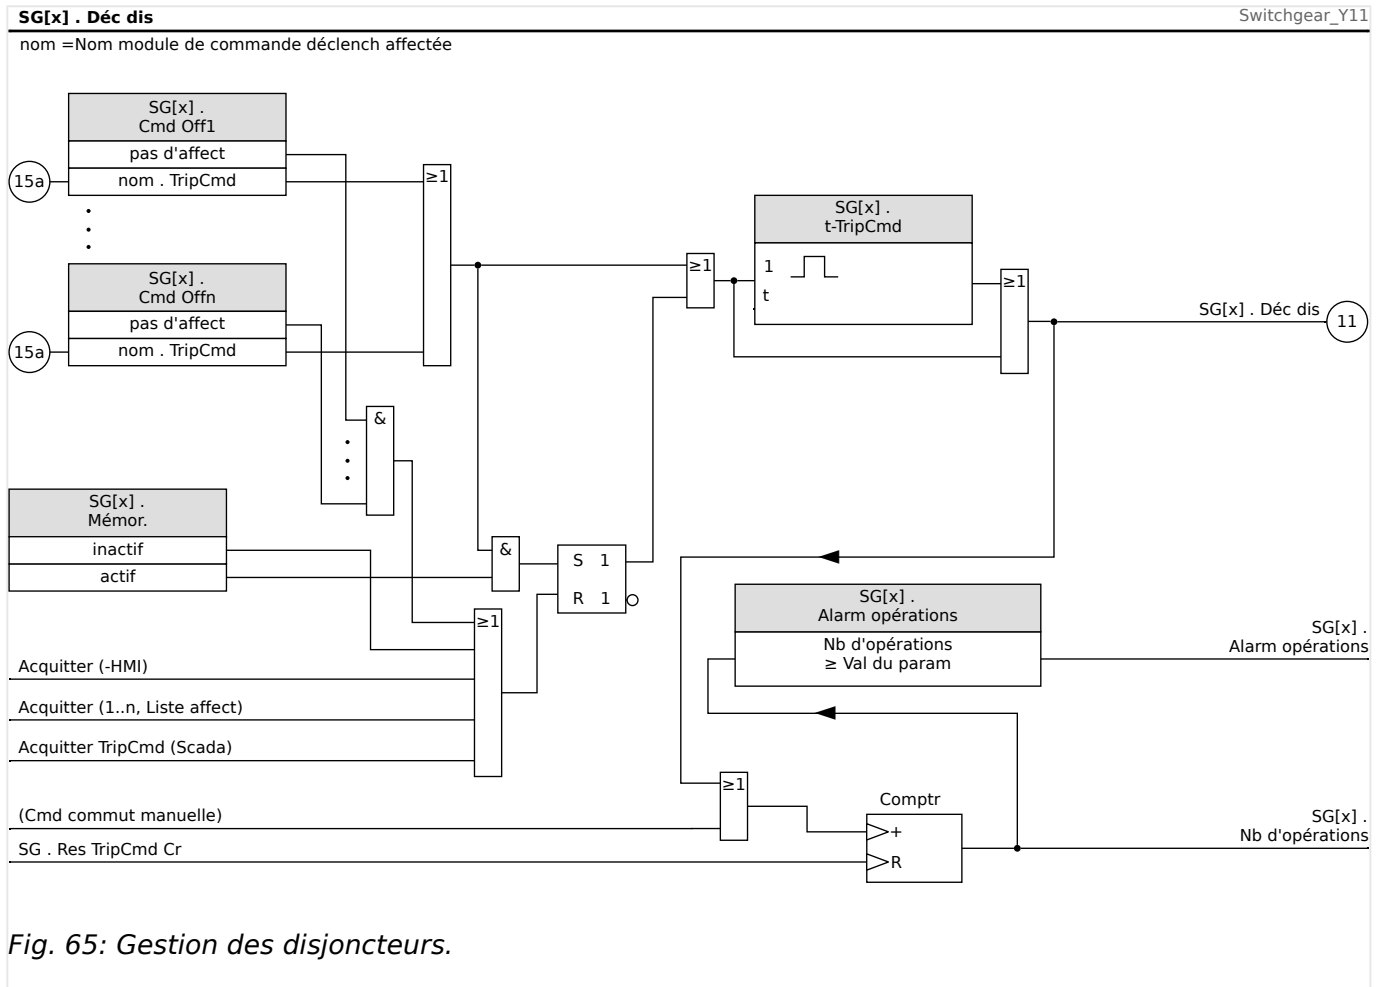 SG[x] . Déc dis
Switchgear_Y11
nom =Nom module de commande déclench affectée
SG[x] .
Cmd Off1
pas d'affect
15a
nom . TripCmd
≥1
SG[x] .
t-TripCmd
1
t
≥1
≥1
SG[x] . Déc dis
11
SG[x] .
Cmd Offn
pas d'affect
15a
nom . TripCmd
&
SG[x] .
Mémor.
inactif
actif
&
S 1
R 1
≥1
SG[x] .
Alarm opérations
Nb d'opérations
≥ Val du param
SG[x] .
Alarm opérations
Acquitter (-HMI)
Acquitter (1..n, Liste affect)
Acquitter TripCmd (Scada)
≥1
Comptr
+
R
(Cmd commut manuelle)
SG . Res TripCmd Cr
SG[x] .
Nb d'opérations
Fig. 65: Gestion des disjoncteurs.